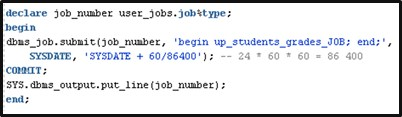 declare job_number user_jobs.job%type;
begin
dbms_job.submit(job_number, 'begin up_students_grades_JOB; end;',
SYSDATE, 'SYSDATE + 60/86400'); -- 24 * 60 * 60 = 86 400
COMMIT;
SYS.dbms_output.put_line(job_number);
end;